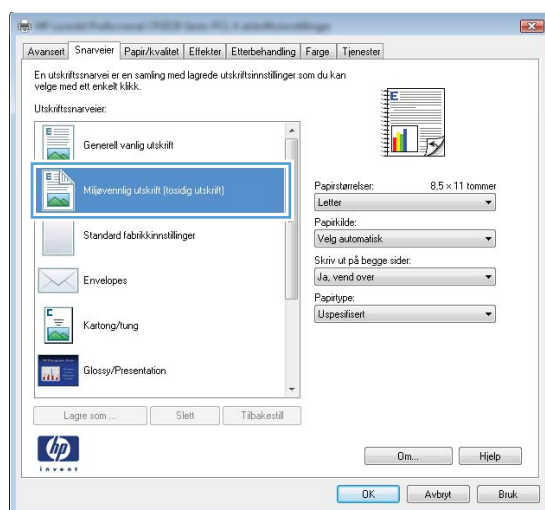 Avansert Snarveier Papir/kvalitet Effekter Etterbehandling Farge Tjenester
En utskriftssnarvei er en samling med lagrede utskriftsinnstillinger som du kan
velge med ett enkelt klikk.
Utskriftssnarveier:
Generell vanlig utskrift
Miljøvennlig utskrift (tosidig utskrift)
Standard fabrikkinnstillinger
Envelopes
Kartong/tung
Glossy/Presentation
Papirstørrelser: 8,5 × 11 tommer
Letter
Papirkilde:
Velg automatisk
Skriv ut på begge sider:
Ja, vend over
Papirtype:
Uspesifisert
Lagre som ... Slett Tilbakestill
hp
invent
Om... Hjelp
OK Avbryt Bruk